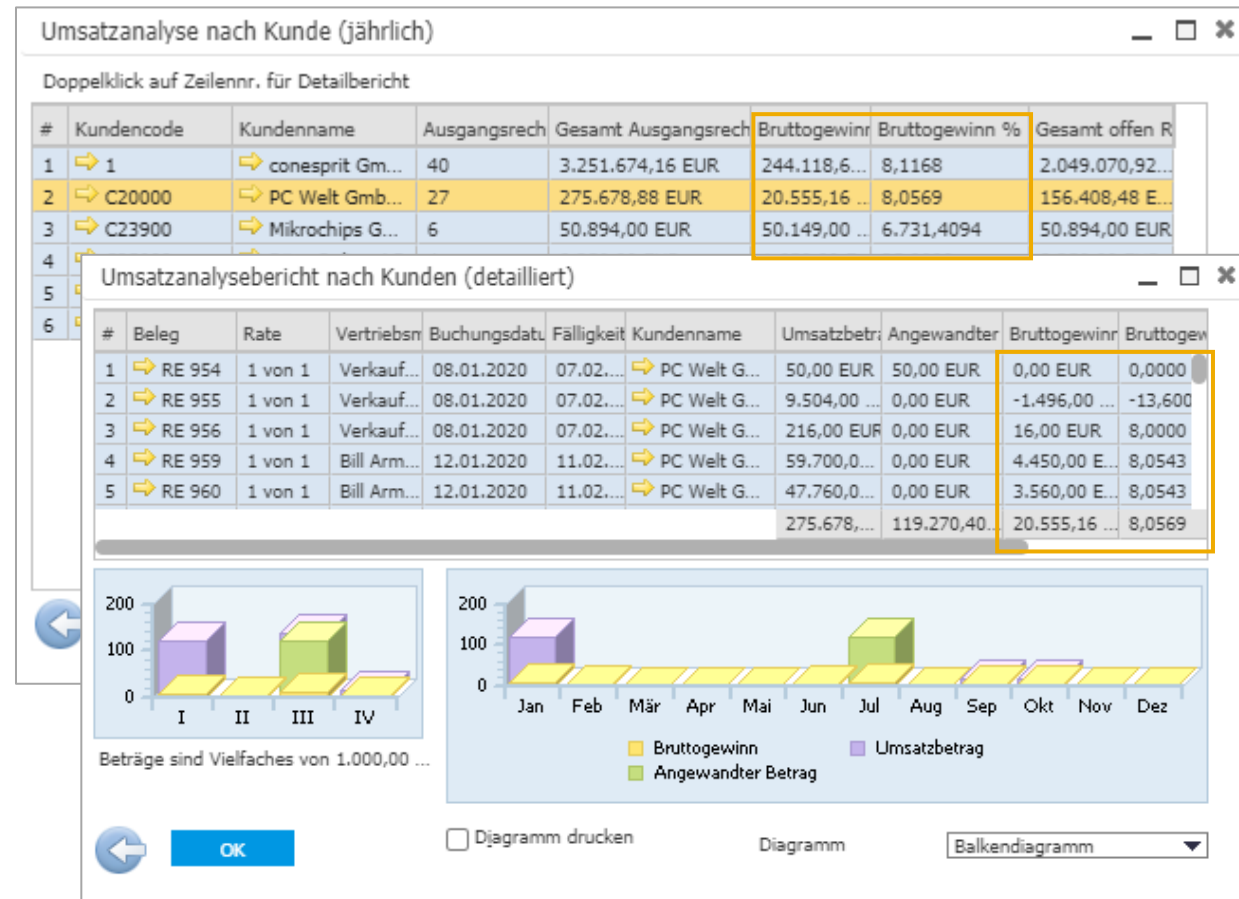 Umsatzanalyse nach Kunde (jährlich)
Doppelklick auf Zeilennr. für Detailbericht
# Kundencode Kundenname Ausgangsrech Gesamt Ausgangsrech Bruttogewinn Bruttogewinn % Gesamt offen R
1 1 conesprit Gm... 40 3.251.674,16 EUR 244.118,6... 8,1168 2.049.070,92...
2 C20000 PC Welt Gmb... 27 275.678,88 EUR 20.555,16 ... 8,0569 156.408,48 E...
3 C23900 Mikrochips G... 6 50.894,00 EUR 50.149,00 ... 6.731,4094 50.894,00 EUR
4
5
6
Umsatzanalysebericht nach Kunden (detailliert)
# Beleg Rate Vertriebsm Buchungsdatu Fälligkeit Kundenname Umsatzbetra Angewandter Bruttogewinn Bruttogew
1 RE 954 1 von 1 Verkauf... 08.01.2020 07.02.... PC Welt G... 50,00 EUR 50,00 EUR 0,00 EUR 0,0000
2 RE 955 1 von 1 Verkauf... 08.01.2020 07.02.... PC Welt G... 9.504,00 ... 0,00 EUR -1.496,00 ... -13,600
3 RE 956 1 von 1 Verkauf... 08.01.2020 07.02.... PC Welt G... 216,00 EUR 0,00 EUR 16,00 EUR 8,0000
4 RE 959 1 von 1 Bill Arm... 12.01.2020 11.02.... PC Welt G... 59.700,0... 0,00 EUR 4.450,00 E... 8,0543
5 RE 960 1 von 1 Bill Arm... 12.01.2020 11.02.... PC Welt G... 47.760,0... 0,00 EUR 3.560,00 E... 8,0543
275.678,... 119.270,40... 20.555,16 ... 8,0569
200
100
0
I II III IV
Beträge sind Vielfaches von 1.000,00 ...
200
100
0
Jan Feb Mär Apr Mai Jun Jul Aug Sep Okt Nov Dez
Bruttogewinn Umsatzbetrag
Angewandter Betrag
OK
Diagramm drucken
Diagramm
Balkendiagramm